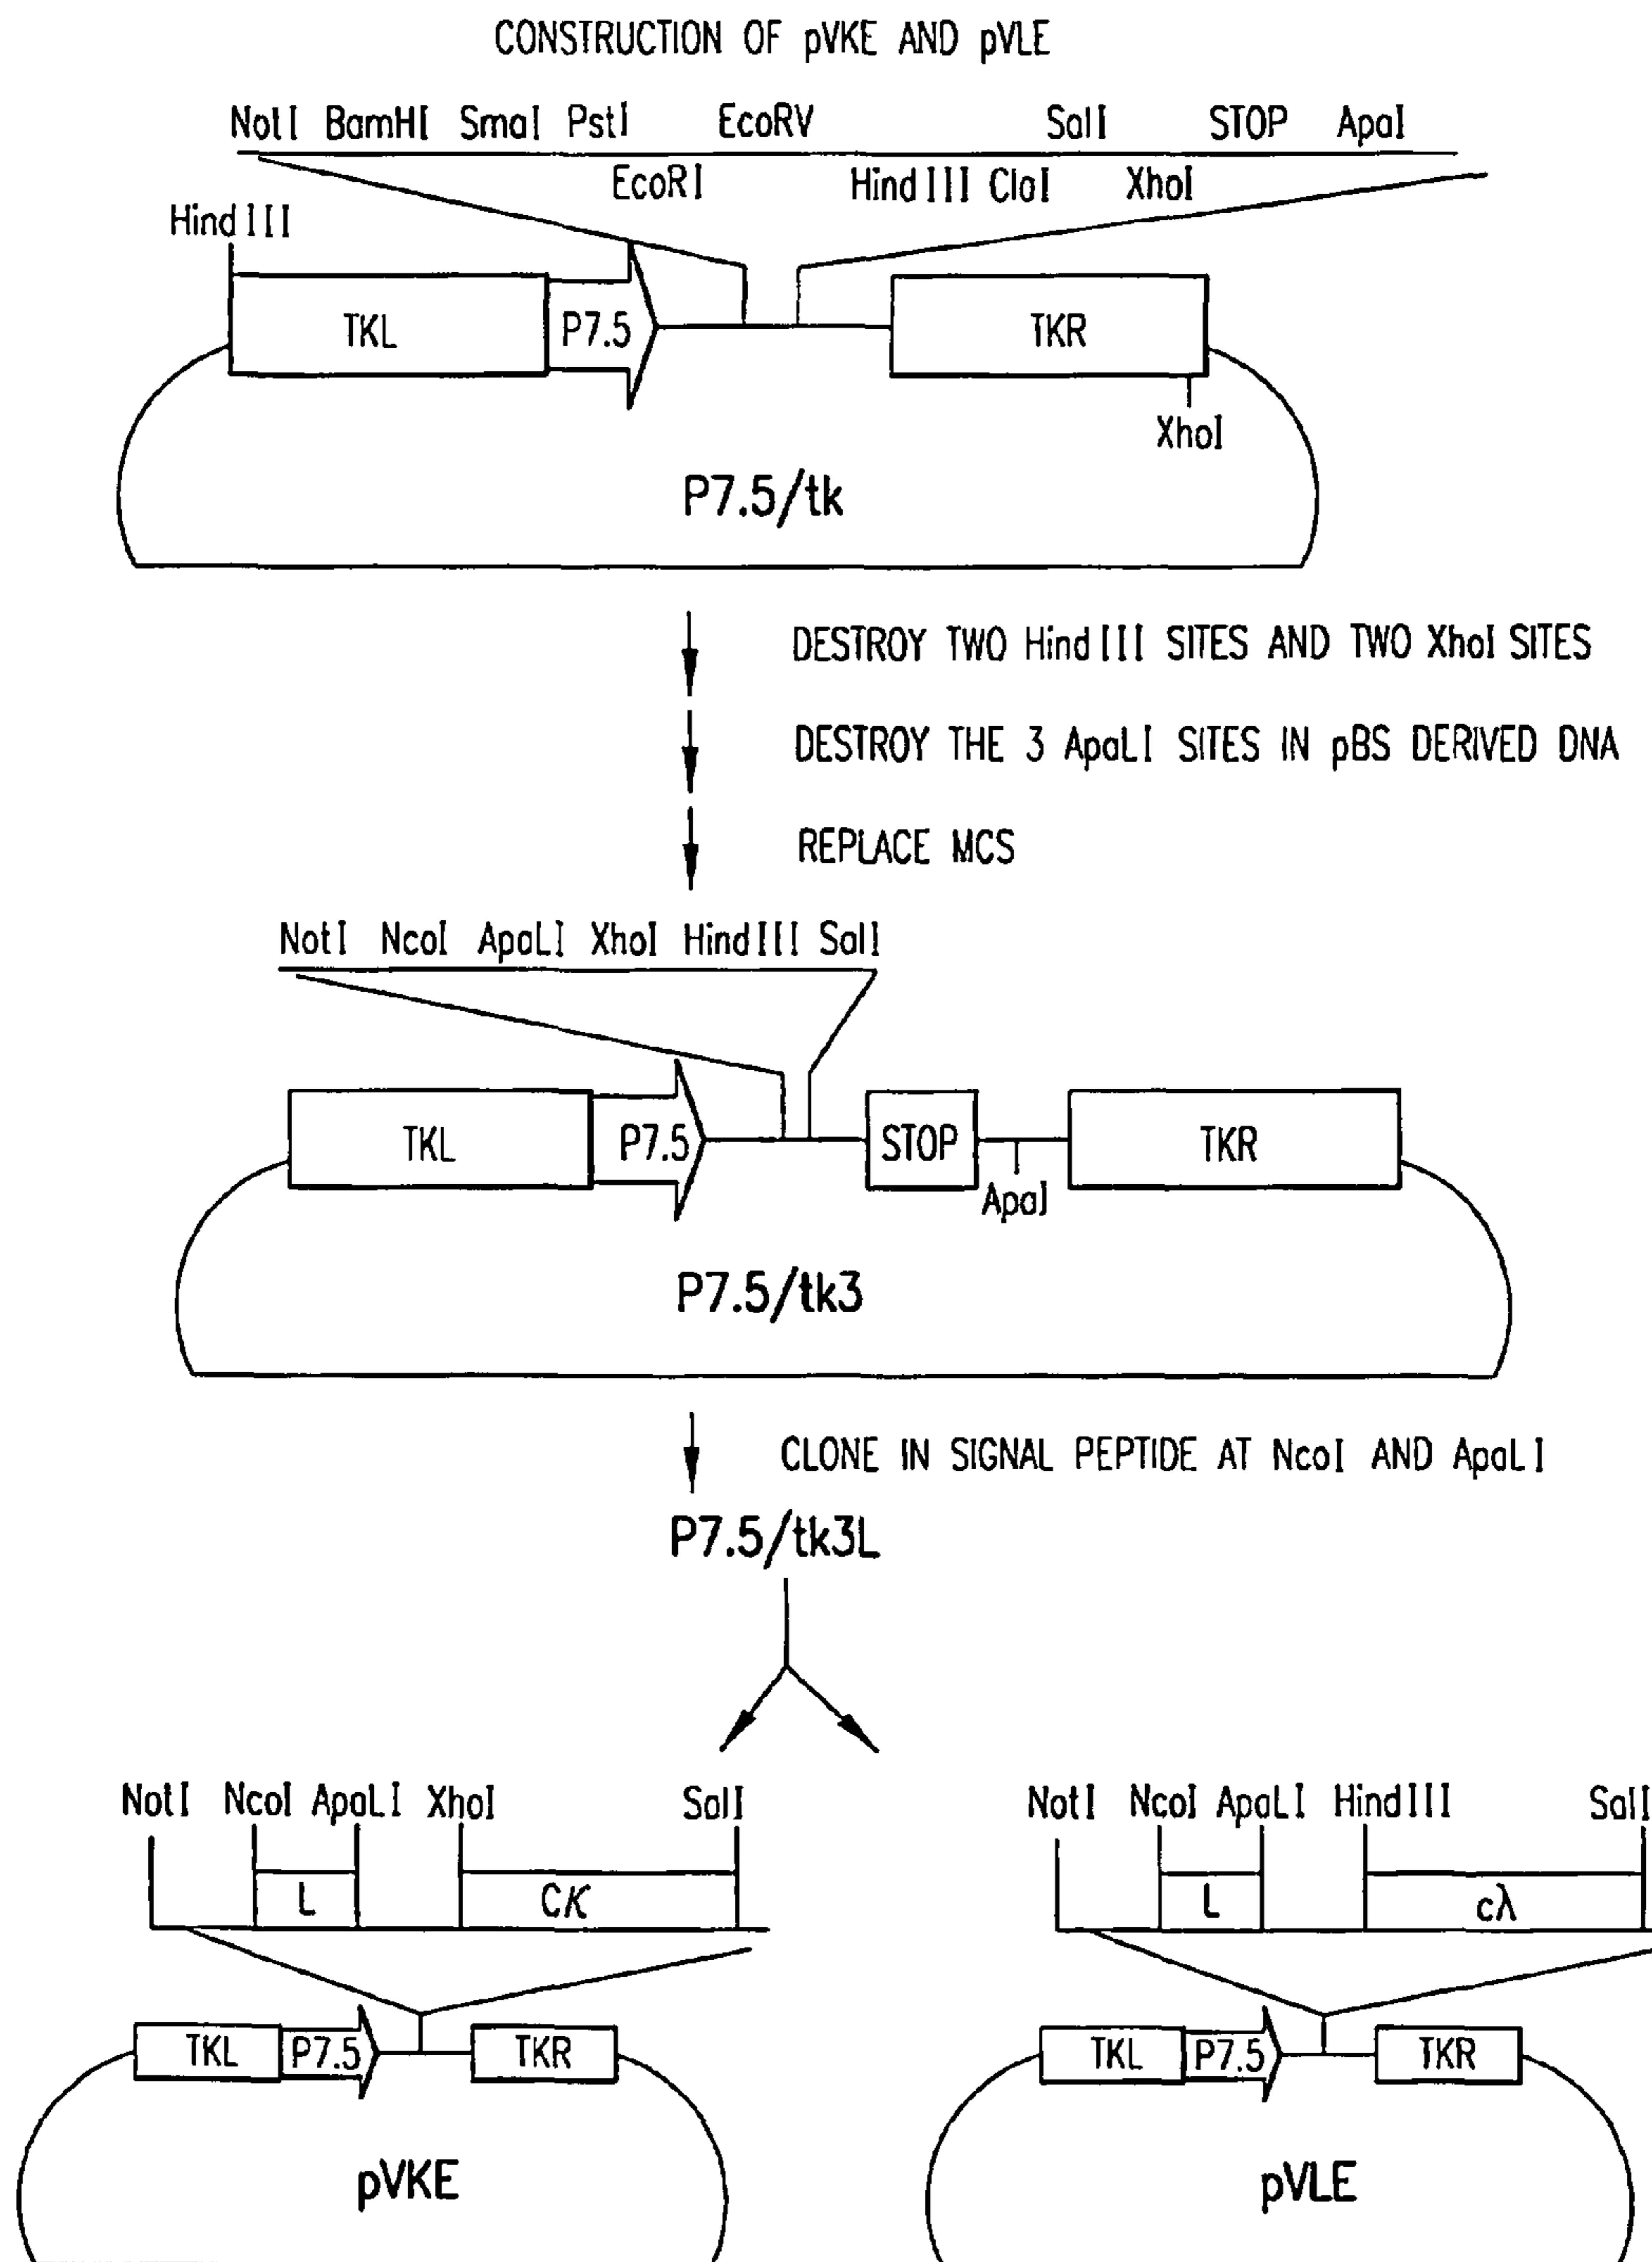 CONSTRUCTION OF pVKE AND pVLE
NotI BamHI SmaI PstI EcoRV SalI STOP ApaI
EcoRI HindIII ClaI XhoI
HindIII
TKL P7.5 TKR
XhoI
P7.5/tk
DESTROY TWO HindIII SITES AND TWO XhoI SITES
DESTROY THE 3 ApaLI SITES IN pBS DERIVED DNA
REPLACE MCS
NotI NcoI ApaLI XhoI HindIII SalI
TKL P7.5 STOP TKR
ApaI
P7.5/tk3
CLONE IN SIGNAL PEPTIDE AT NcoI AND ApaLI
P7.5/tk3L
NotI NcoI ApaLI XhoI SalI
L CK
TKL P7.5 TKR
pVKE
NotI NcoI ApaLI HindIII SalI
L cλ
TKL P7.5 TKR
pVLE